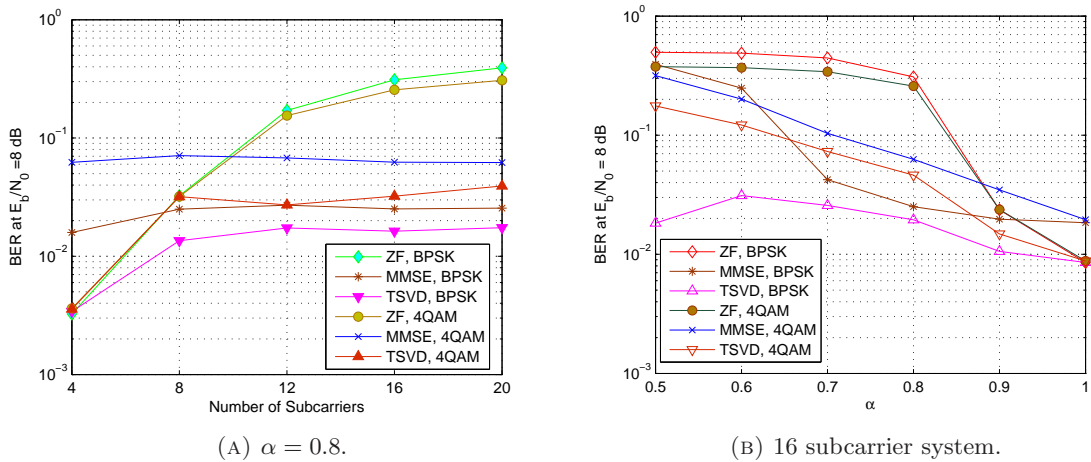 10^0
10^-1
10^-2
10^-3
BER at E_b/N_0 =8 dB
4 8 12 16 20
Number of Subcarriers
ZF, BPSK
MMSE, BPSK
TSVD, BPSK
ZF, 4QAM
MMSE, 4QAM
TSVD, 4QAM
(A) α = 0.8.
10^0
10^-1
10^-2
10^-3
BER at E_b/N_0 = 8 dB
0.5 0.6 0.7 0.8 0.9 1
α
ZF, BPSK
MMSE, BPSK
TSVD, BPSK
ZF, 4QAM
MMSE, 4QAM
TSVD, 4QAM
(B) 16 subcarrier system.